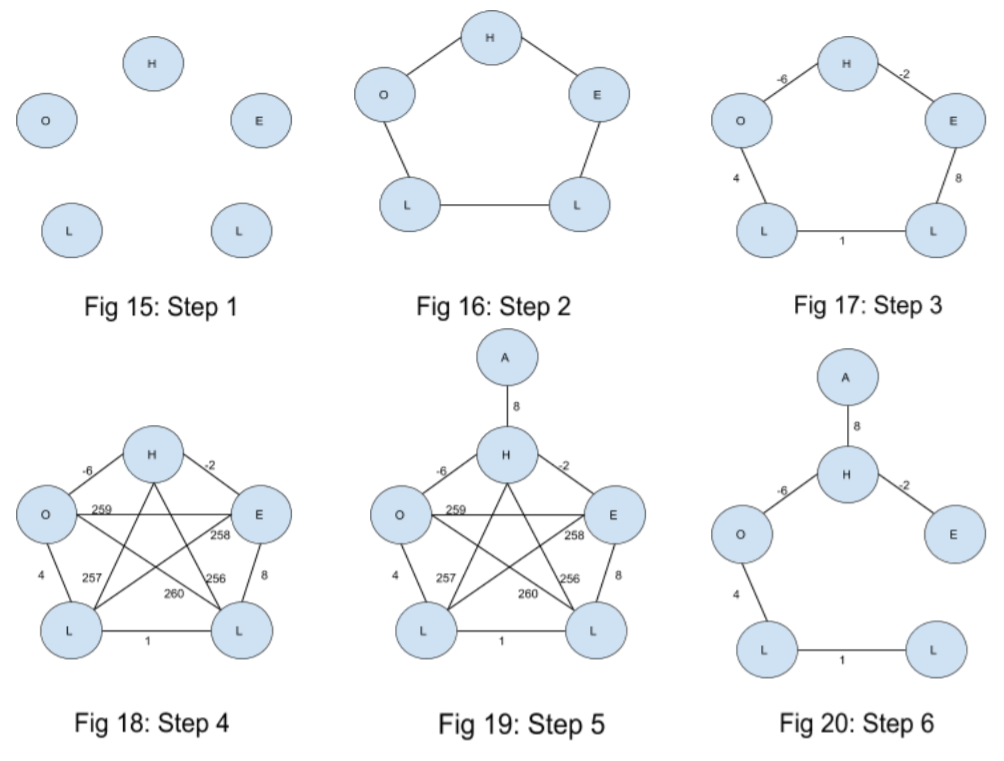 H
O
E
L
L
Fig 15: Step 1
H
O
E
L
L
Fig 16: Step 2
H
-6
-2
O
E
4
8
L
L
1
Fig 17: Step 3
H
-6
-2
O
259
E
258
4
257
256
8
260
L
L
1
Fig 18: Step 4
A
8
H
-6
-2
O
259
E
258
4
257
256
8
260
L
L
1
Fig 19: Step 5
A
8
H
-6
-2
O
E
4
L
L
1
Fig 20: Step 6